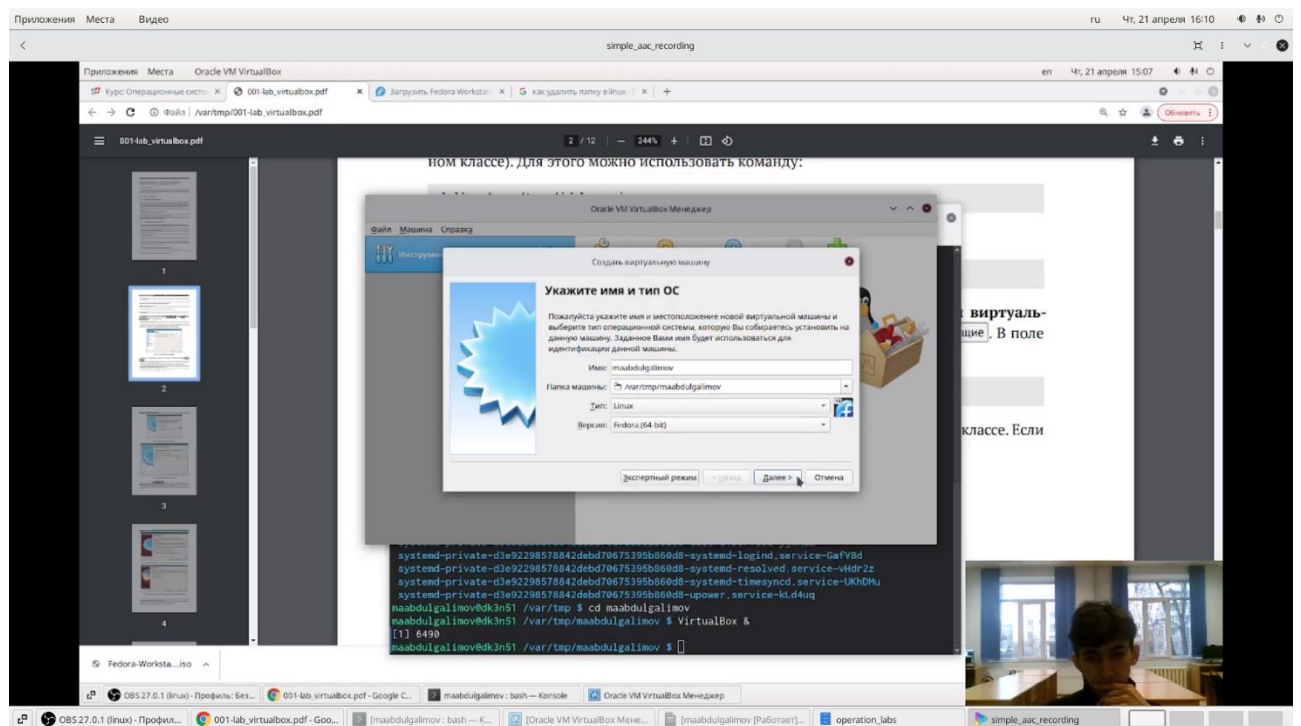 Приложения Места Видео
ru Чт, 21 апреля 16:10
simple_aac_recording
Приложения Места Oracle VM VirtualBox
en Чт, 21 апреля 15:07
Курс: Операционные систе
001-lab_virtualbox.pdf
Загрузить Fedora Workstati
как удалить папку в linux -
Файл /var/tmp/001-lab_virtualbox.pdf
Обновить
001-lab_virtualbox.pdf
2 / 12 — 244% +
ном классе). Для этого можно использовать команду:
1
2
3
4
Oracle VM VirtualBox Менеджер
Файл Машина Справка
Создать виртуальную машину
Укажите имя и тип ОС
Пожалуйста укажите имя и местоположение новой виртуальной машины и
выберите тип операционной системы, которую Вы собираетесь установить на
данную машину. Заданное Вами имя будет использоваться для
идентификации данной машины.
Имя: maabdulgalimov
Папка машины: /var/tmp/maabdulgalimov
Тип: Linux
Версия: Fedora (64-bit)
Экспертный режим < Назад Далее > Отмена
виртуаль-
щие . В поле
классе. Если
systemd-private-d3e92298578842debd70675395b860d8-systemd-logind.service-GafV8d
systemd-private-d3e92298578842debd70675395b860d8-systemd-resolved.service-vHdr2z
systemd-private-d3e92298578842debd70675395b860d8-systemd-timesyncd.service-UKhDMu
systemd-private-d3e92298578842debd70675395b860d8-upower.service-kLd4uq
maabdulgalimov@dk3n51 /var/tmp $ cd maabdulgalimov
maabdulgalimov@dk3n51 /var/tmp/maabdulgalimov $ VirtualBox &
[1] 6490
maabdulgalimov@dk3n51 /var/tmp/maabdulgalimov $
Fedora-Worksta....iso
OBS 27.0.1 (linux) - Профиль: Без...
001-lab_virtualbox.pdf - Google C...
maabdulgalimov : bash — Konsole
Oracle VM VirtualBox Менеджер
OBS 27.0.1 (linux) - Профил...
001-lab_virtualbox.pdf - Goo...
[maabdulgalimov : bash — K...
[Oracle VM VirtualBox Мене...
[maabdulgalimov [Работает]...
operation_labs
simple_aac_recording